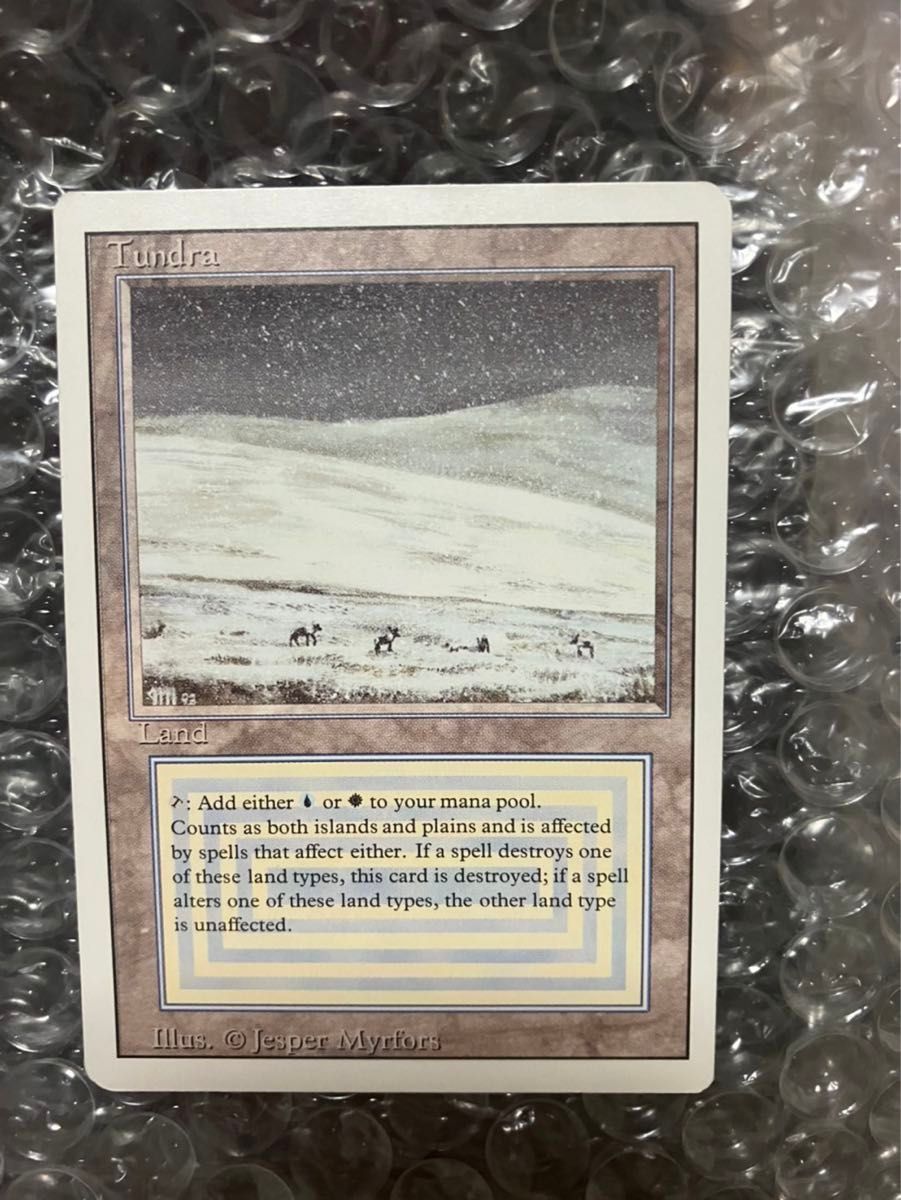 Tundra
JM 93
Land
: Add either or to your mana pool.
Counts as both islands and plains and is affected
by spells that affect either. If a spell destroys one
of these land types, this card is destroyed; if a spell
alters one of these land types, the other land type
is unaffected.
Illus. © Jesper Myrfors